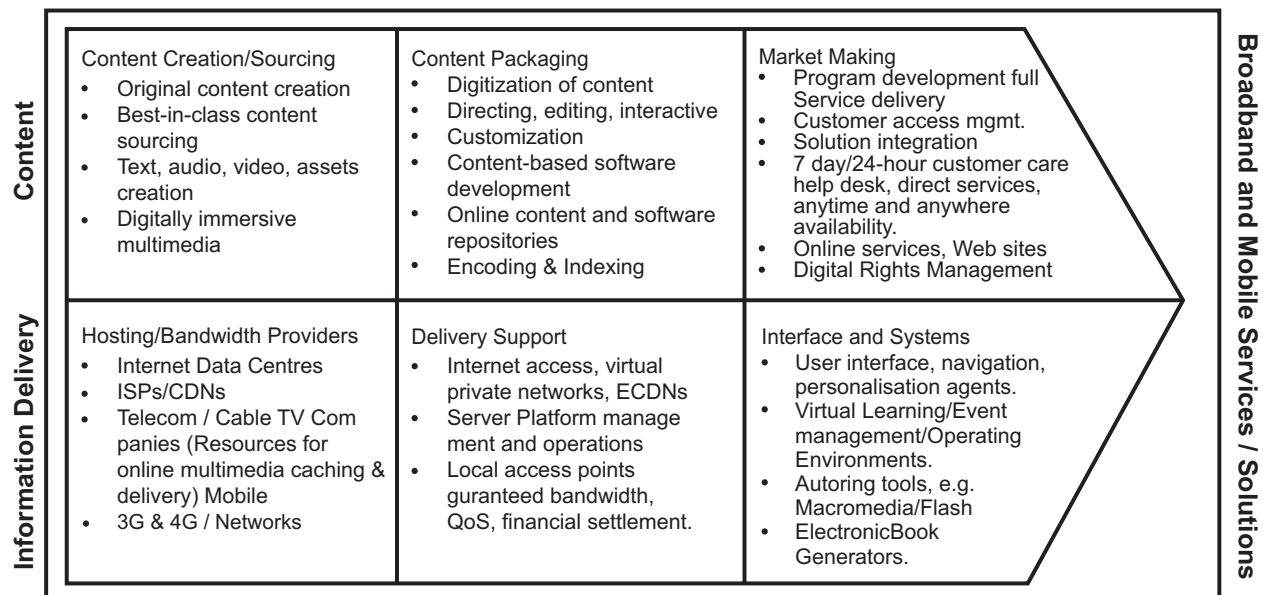 Content
Content Creation/Sourcing
• Original content creation
• Best-in-class content
sourcing
• Text, audio, video, assets
creation
• Digitally immersive
multimedia
Content Packaging
• Digitization of content
• Directing, editing, interactive
• Customization
• Content-based software
development
• Online content and software
repositories
• Encoding & Indexing
Market Making
• Program development full
Service delivery
• Customer access mgmt.
• Solution integration
• 7 day/24-hour customer care
help desk, direct services,
anytime and anywhere
availability.
• Online services, Web sites
• Digital Rights Management
Information Delivery
Hosting/Bandwidth Providers
• Internet Data Centres
• ISPs/CDNs
• Telecom / Cable TV Com
panies (Resources for
online multimedia caching &
delivery) Mobile
• 3G & 4G / Networks
Delivery Support
• Internet access, virtual
private networks, ECDNs
• Server Platform manage
ment and operations
• Local access points
guranteed bandwidth,
QoS, financial settlement.
Interface and Systems
• User interface, navigation,
personalisation agents.
• Virtual Learning/Event
management/Operating
Environments.
• Autoring tools, e.g.
Macromedia/Flash
• ElectronicBook
Generators.
Broadband and Mobile Services / Solutions